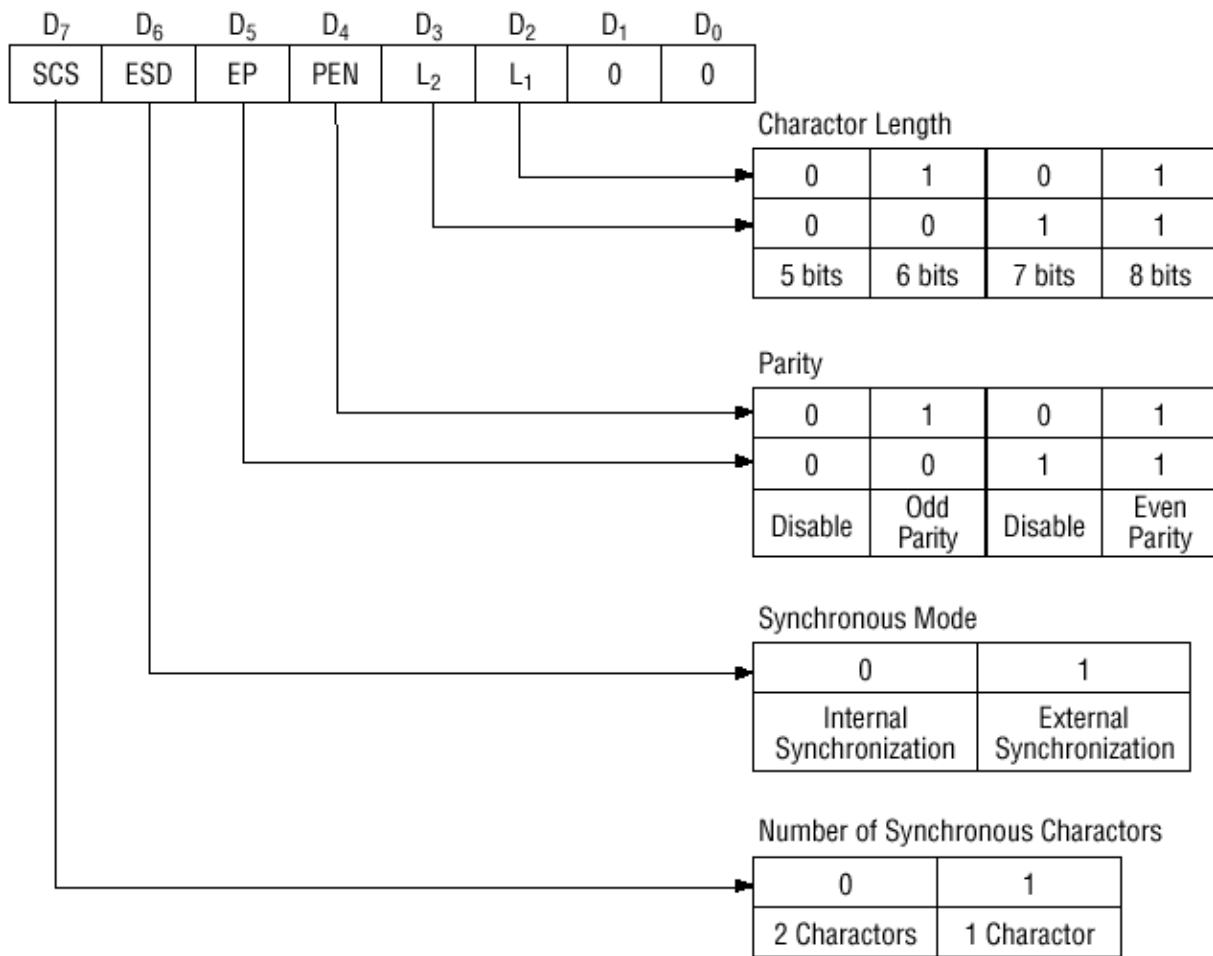 D7 D6 D5 D4 D3 D2 D1 D0
SCS ESD EP PEN L2 L1 0 0
Charactor Length
0 1 0 1
0 0 1 1
5 bits 6 bits 7 bits 8 bits
Parity
0 1 0 1
0 0 1 1
Disable Odd Parity Disable Even Parity
Synchronous Mode
0 1
Internal Synchronization External Synchronization
Number of Synchronous Charactors
0 1
2 Charactors 1 Charactor